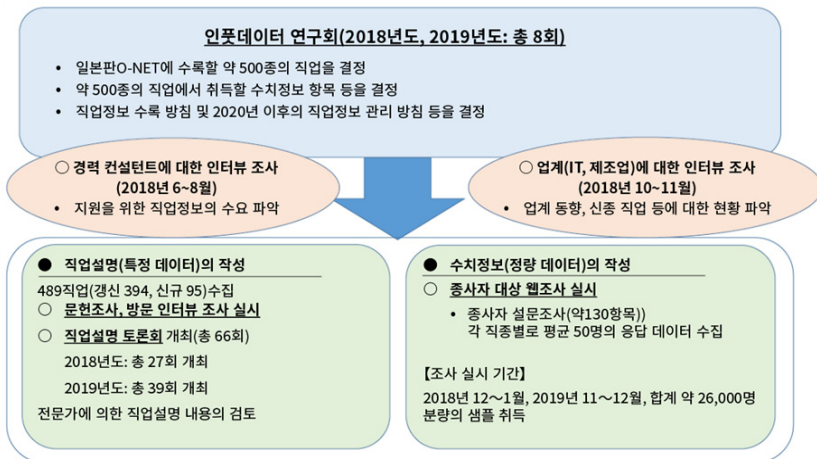 인풋데이터 연구회(2018년도, 2019년도: 총 8회)
• 일본판O-NET에 수록할 약 500종의 직업을 결정
• 약 500종의 직업에서 취득할 수치정보 항목 등을 결정
• 직업정보 수록 방침 및 2020년 이후의 직업정보 관리 방침 등을 결정
○ 경력 컨설턴트에 대한 인터뷰 조사
(2018년 6~8월)
• 지원을 위한 직업정보의 수요 파악
○ 업계(IT, 제조업)에 대한 인터뷰 조사
(2018년 10~11월)
• 업계 동향, 신종 직업 등에 대한 현황 파악
● 직업설명(특정 데이터)의 작성
489직업(갱신 394, 신규 95)수집
○ 문헌조사, 방문 인터뷰 조사 실시
○ 직업설명 토론회 개최(총 66회)
2018년도: 총 27회 개최
2019년도: 총 39회 개최
전문가에 의한 직업설명 내용의 검토
● 수치정보(정량 데이터)의 작성
○ 종사자 대상 웹조사 실시
• 종사자 설문조사(약130항목))
각 직종별로 평균 50명의 응답 데이터 수집
【조사 실시 기간】
2018년 12～1월, 2019년 11～12월, 합계 약 26,000명
분량의 샘플 취득